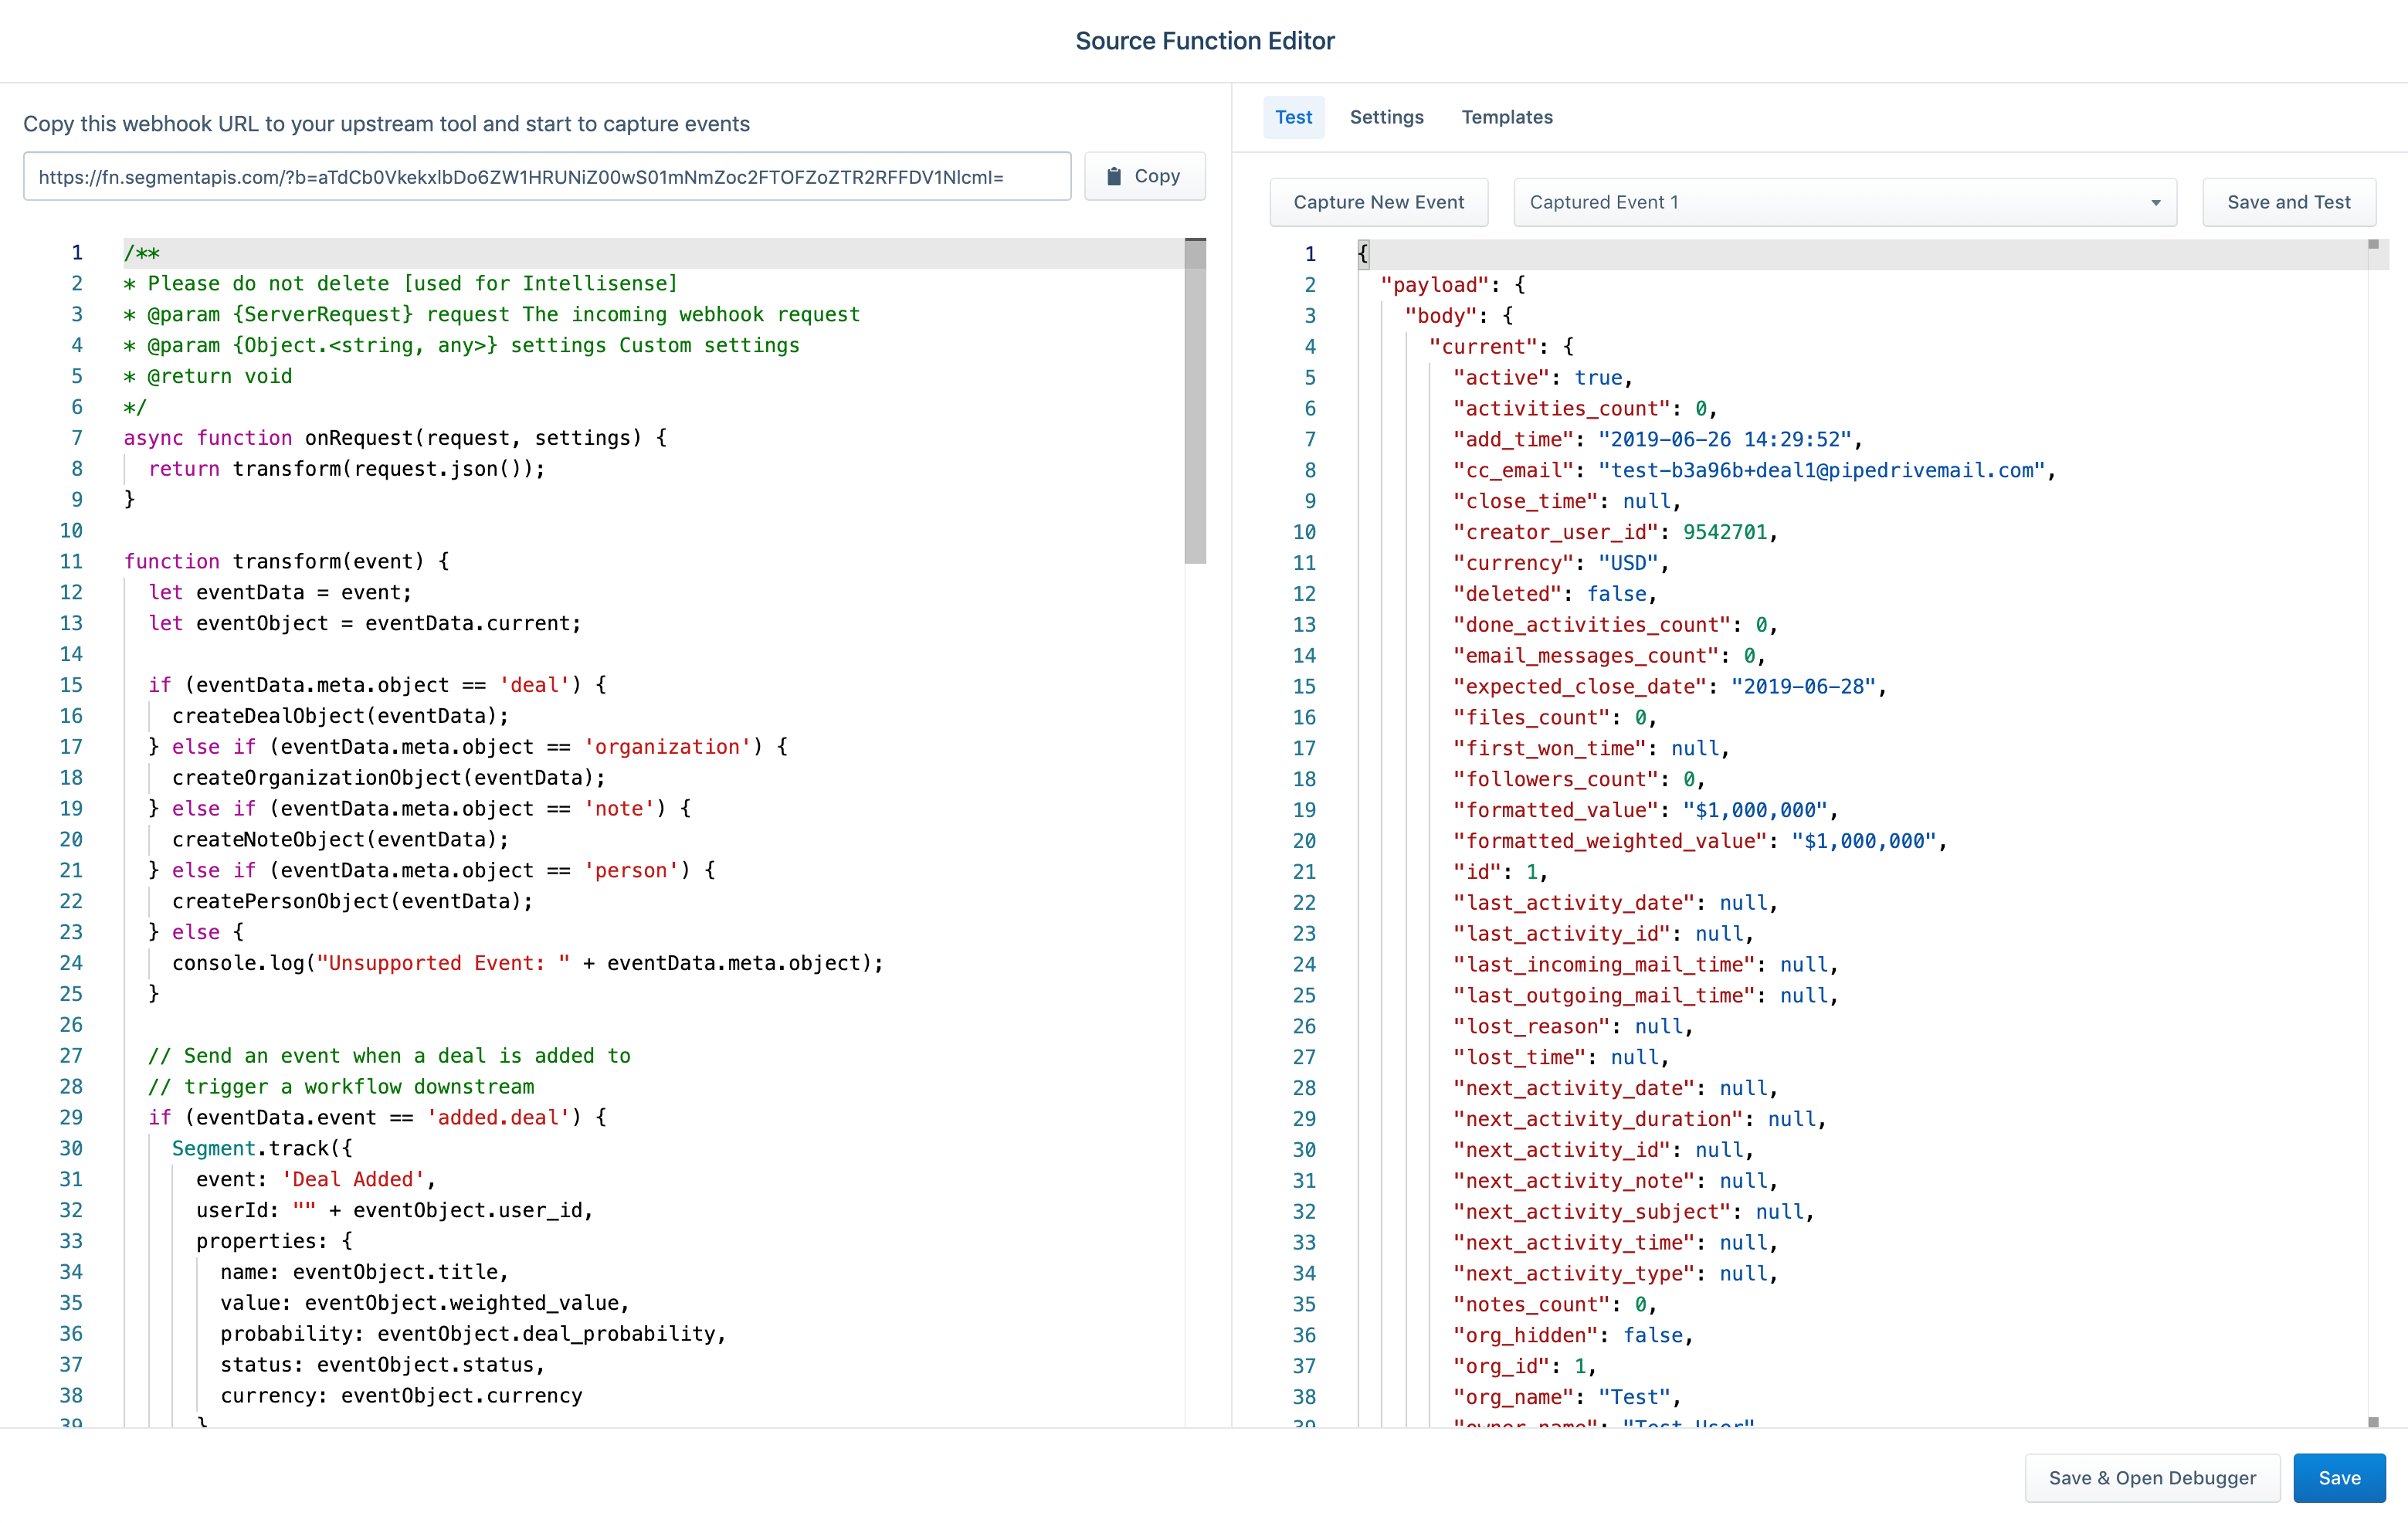 Source Function Editor
Copy this webhook URL to your upstream tool and start to capture events
https://fn.segmentapis.com/?b=aTdCb0VkekxlbDo6ZW1HRUNiZ00wS01mNmZoc2FTOFZoZTR2RFFDV1NlcmI=
Copy
1 /**
2 * Please do not delete [used for Intellisense]
3 * @param {ServerRequest} request The incoming webhook request
4 * @param {Object.<string, any>} settings Custom settings
5 * @return void
6 */
7 async function onRequest(request, settings) {
8 return transform(request.json());
9 }
10
11 function transform(event) {
12 let eventData = event;
13 let eventObject = eventData.current;
14
15 if (eventData.meta.object == 'deal') {
16 createDealObject(eventData);
17 } else if (eventData.meta.object == 'organization') {
18 createOrganizationObject(eventData);
19 } else if (eventData.meta.object == 'note') {
20 createNoteObject(eventData);
21 } else if (eventData.meta.object == 'person') {
22 createPersonObject(eventData);
23 } else {
24 console.log("Unsupported Event: " + eventData.meta.object);
25 }
26
27 // Send an event when a deal is added to
28 // trigger a workflow downstream
29 if (eventData.event == 'added.deal') {
30 Segment.track({
31 event: 'Deal Added',
32 userId: "" + eventObject.user_id,
33 properties: {
34 name: eventObject.title,
35 value: eventObject.weighted_value,
36 probability: eventObject.deal_probability,
37 status: eventObject.status,
38 currency: eventObject.currency
39 }
Test Settings Templates
Capture New Event
Captured Event 1
Save and Test
1 {
2 "payload": {
3 "body": {
4 "current": {
5 "active": true,
6 "activities_count": 0,
7 "add_time": "2019-06-26 14:29:52",
8 "cc_email": "test-b3a96b+deal1@pipedrivemail.com",
9 "close_time": null,
10 "creator_user_id": 9542701,
11 "currency": "USD",
12 "deleted": false,
13 "done_activities_count": 0,
14 "email_messages_count": 0,
15 "expected_close_date": "2019-06-28",
16 "files_count": 0,
17 "first_won_time": null,
18 "followers_count": 0,
19 "formatted_value": "$1,000,000",
20 "formatted_weighted_value": "$1,000,000",
21 "id": 1,
22 "last_activity_date": null,
23 "last_activity_id": null,
24 "last_incoming_mail_time": null,
25 "last_outgoing_mail_time": null,
26 "lost_reason": null,
27 "lost_time": null,
28 "next_activity_date": null,
29 "next_activity_duration": null,
30 "next_activity_id": null,
31 "next_activity_note": null,
32 "next_activity_subject": null,
33 "next_activity_time": null,
34 "next_activity_type": null,
35 "notes_count": 0,
36 "org_hidden": false,
37 "org_id": 1,
38 "org_name": "Test",
39 "owner_name": "Test User"
Save & Open Debugger
Save